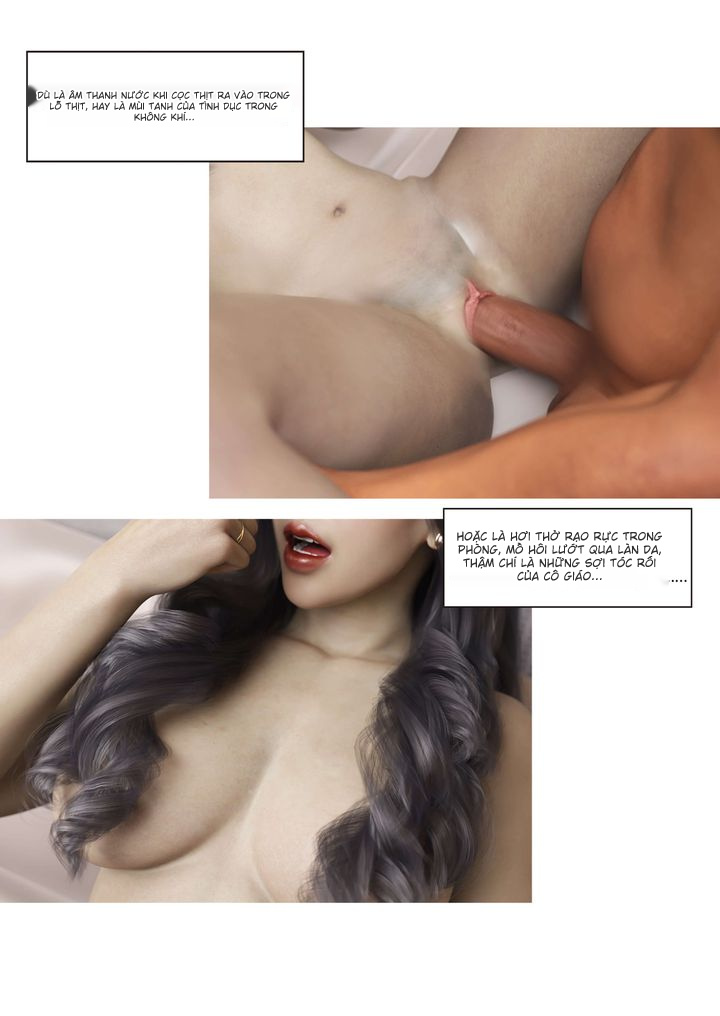 DÙ LÀ ÂM THANH NƯỚC KHI CỌC THỊT RA VÀO TRONG
LỖ THỊT, HAY LÀ MÙI TANH CỦA TÌNH DỤC TRONG
KHÔNG KHÍ...
HOẶC LÀ HƠI THỞ RẠO RỰC TRONG
PHÒNG, MỒ HÔI LƯỚT QUA LÀN DA,
THẬM CHÍ LÀ NHỮNG SỢI TÓC RỐI
CỦA CÔ GIÁO... ....